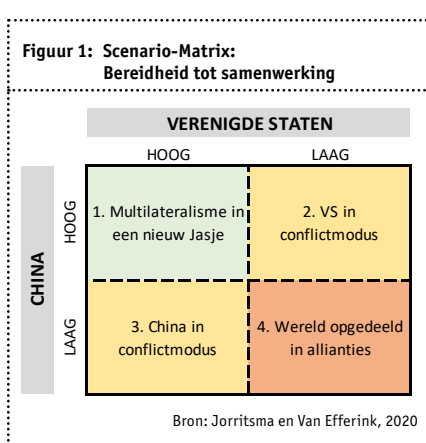 Figuur 1: Scenario-Matrix:
Bereidheid tot samenwerking
VERENIGDE STATEN
HOOG
LAAG
CHINA
HOOG
1. Multilateralisme in
een nieuw Jasje
2. VS in
conflictmodus
LAAG
3. China in
conflictmodus
4. Wereld opgedeeld
in allianties
Bron: Jorritsma en Van Efferink, 2020